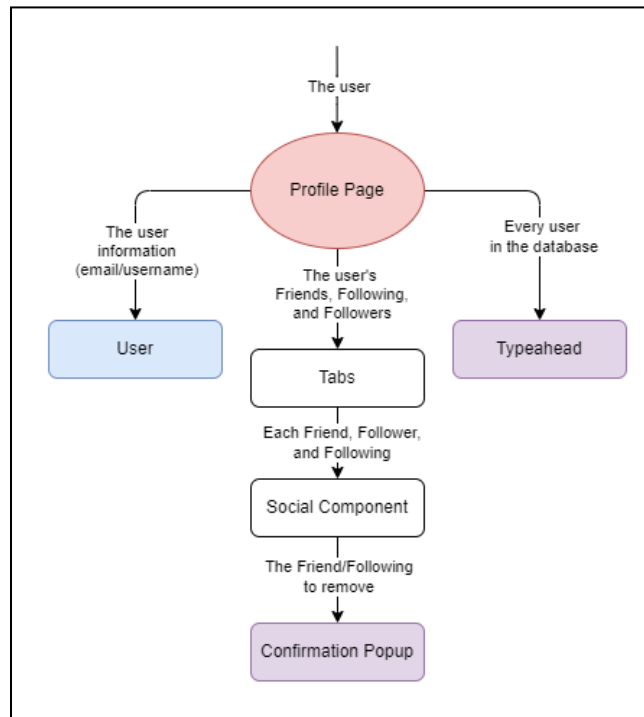 The user
Profile Page
The user
information
(email/username)
Every user
in the database
The user's
Friends, Following,
and Followers
User
Tabs
Typeahead
Each Friend, Follower,
and Following
Social Component
The Friend/Following
to remove
Confirmation Popup